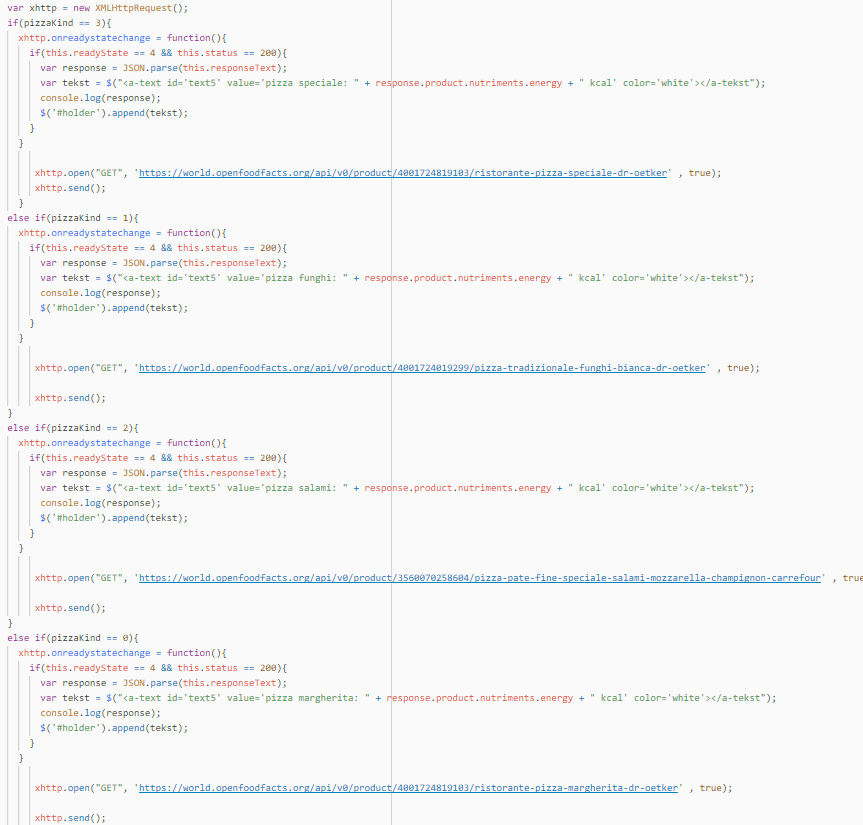 var xhttp = new XMLHttpRequest();
if(pizzaKind == 3){
xhttp.onreadystatechange = function(){
if(this.readyState == 4 && this.status == 200){
var response = JSON.parse(this.responseText);
var tekst = $("<a-text id='text5' value='pizza speciale: " + response.product.nutriments.energy + " kcal' color='white'></a-tekst");
console.log(response);
$('#holder').append(tekst);
}
}
xhttp.open("GET", 'https://world.openfoodfacts.org/api/v0/product/4001724819103/ristorante-pizza-speciale-dr-oetker' , true);
xhttp.send();
}
else if(pizzaKind == 1){
xhttp.onreadystatechange = function(){
if(this.readyState == 4 && this.status == 200){
var response = JSON.parse(this.responseText);
var tekst = $("<a-text id='text5' value='pizza funghi: " + response.product.nutriments.energy + " kcal' color='white'></a-tekst");
console.log(response);
$('#holder').append(tekst);
}
}
xhttp.open("GET", 'https://world.openfoodfacts.org/api/v0/product/4001724019299/pizza-tradizionale-funghi-bianca-dr-oetker' , true);
xhttp.send();
}
else if(pizzaKind == 2){
xhttp.onreadystatechange = function(){
if(this.readyState == 4 && this.status == 200){
var response = JSON.parse(this.responseText);
var tekst = $("<a-text id='text5' value='pizza salami: " + response.product.nutriments.energy + " kcal' color='white'></a-tekst");
console.log(response);
$('#holder').append(tekst);
}
}
xhttp.open("GET", 'https://world.openfoodfacts.org/api/v0/product/3560070258604/pizza-pate-fine-speciale-salami-mozzarella-champignon-carrefour' , true
xhttp.send();
}
else if(pizzaKind == 0){
xhttp.onreadystatechange = function(){
if(this.readyState == 4 && this.status == 200){
var response = JSON.parse(this.responseText);
var tekst = $("<a-text id='text5' value='pizza margherita: " + response.product.nutriments.energy + " kcal' color='white'></a-tekst");
console.log(response);
$('#holder').append(tekst);
}
}
xhttp.open("GET", 'https://world.openfoodfacts.org/api/v0/product/4001724819103/ristorante-pizza-margherita-dr-oetker' , true);
xhttp.send();